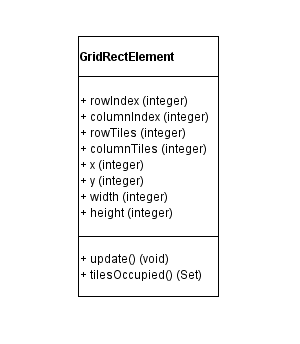 GridRectElement
+ rowIndex (integer)
+ columnIndex (integer)
+ rowTiles (integer)
+ columnTiles (integer)
+ x (integer)
+ y (integer)
+ width (integer)
+ height (integer)
+ update() (void)
+ tilesOccupied() (Set)